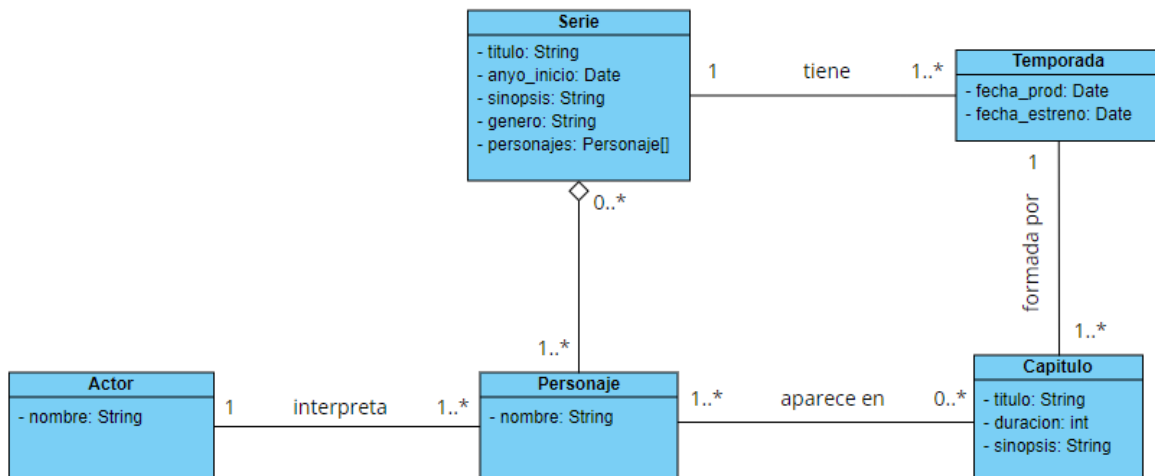 Serie
- titulo: String
- anyo_inicio: Date
- sinopsis: String
- genero: String
- personajes: Personaje[]
1 tiene 1..*
Temporada
- fecha_prod: Date
- fecha_estreno: Date
0..*
1
formada por
1..*
1..*
Actor
- nombre: String
1 interpreta 1..*
Personaje
- nombre: String
1..* aparece en 0..*
Capitulo
- titulo: String
- duracion: int
- sinopsis: String